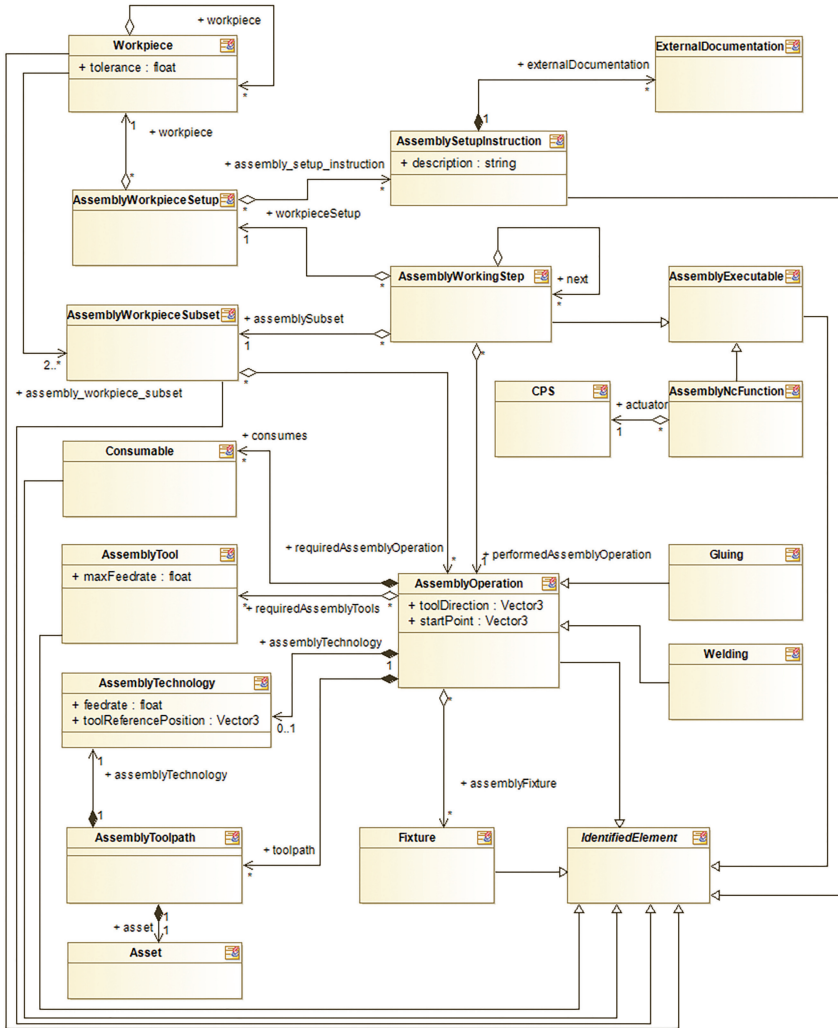 + workpiece
Workpiece
+ tolerance : float
*
1
+ workpiece
*
ExternalDocumentation
+ externalDocumentation
*
1
AssemblySetupInstruction
+ description : string
+ assembly_setup_instruction
*
*
AssemblyWorkpieceSetup
+ workpieceSetup
1
*
AssemblyWorkingStep
+ next
*
AssemblyExecutable
AssemblyWorkpieceSubset
+ assemblySubset
1
*
*
2..*
+ assembly_workpiece_subset
*
CPS
+ actuator
1
*
AssemblyNcFunction
Consumable
+ consumes
*
+ requiredAssemblyOperation
*
+ performedAssemblyOperation
1
Gluing
AssemblyTool
+ maxFeedrate : float
* + requiredAssemblyTools *
AssemblyOperation
+ toolDirection : Vector3
+ startPoint : Vector3
+ assemblyTechnology
1
0..1
Welding
AssemblyTechnology
+ feedrate : float
+ toolReferencePosition : Vector3
*
1
+ assemblyTechnology
1
+ assemblyFixture
*
AssemblyToolpath
+ toolpath
*
Fixture
IdentifiedElement
1
+ asset 1
Asset